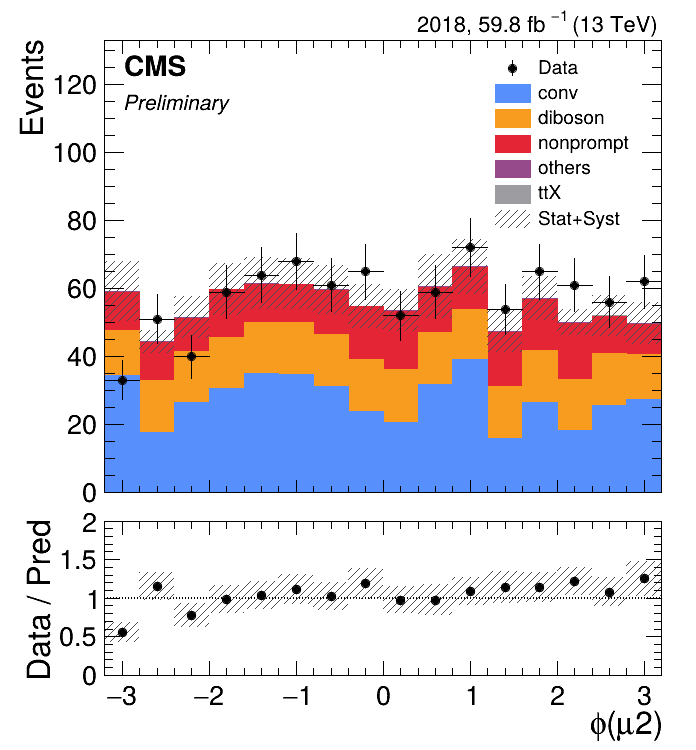 2018, 59.8 fb⁻¹ (13 TeV)
CMS
Preliminary
Events
120
100
80
60
40
20
0
Data
conv
diboson
nonprompt
others
ttX
Stat+Syst
Data / Pred
2
1.5
1
0.5
0
−3 −2 −1 0 1 2 3
ϕ(μ2)